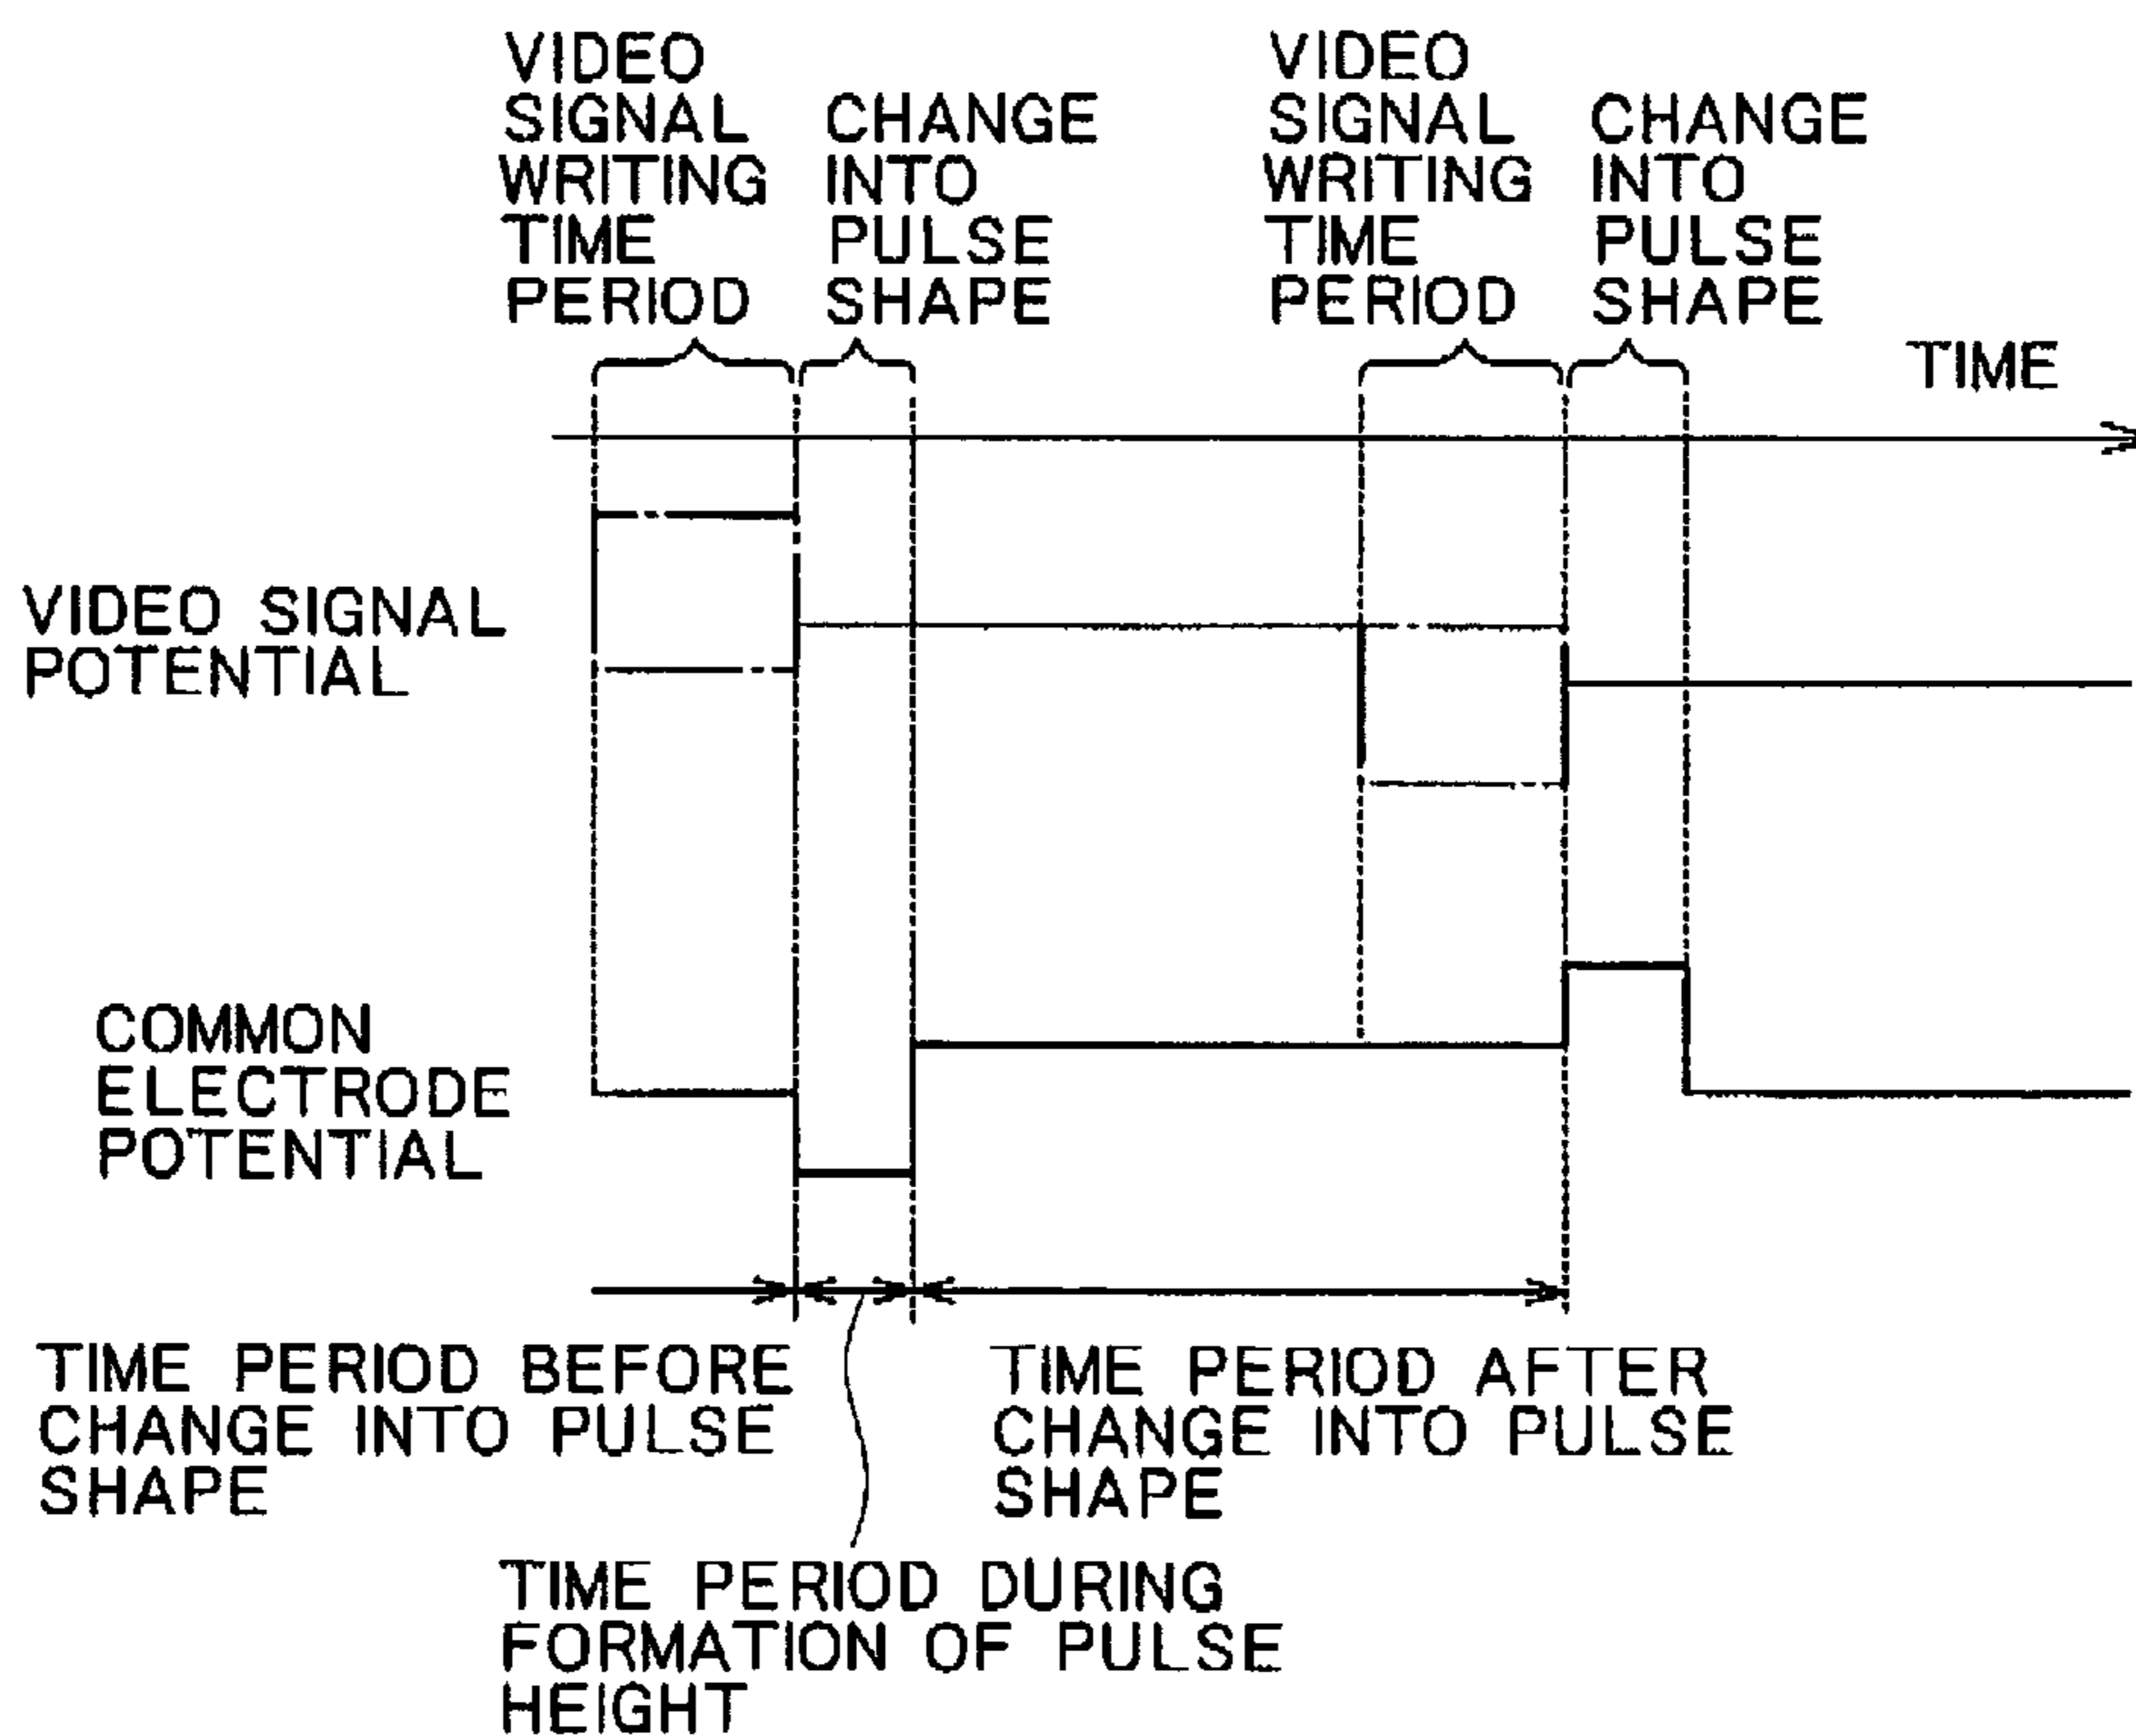 VIDEO
SIGNAL
WRITING
TIME
PERIOD
CHANGE
INTO
PULSE
SHAPE
VIDEO
SIGNAL
WRITING
TIME
PERIOD
CHANGE
INTO
PULSE
SHAPE
TIME
VIDEO SIGNAL
POTENTIAL
COMMON
ELECTRODE
POTENTIAL
TIME PERIOD BEFORE
CHANGE INTO PULSE
SHAPE
TIME PERIOD AFTER
CHANGE INTO PULSE
SHAPE
TIME PERIOD DURING
FORMATION OF PULSE
HEIGHT